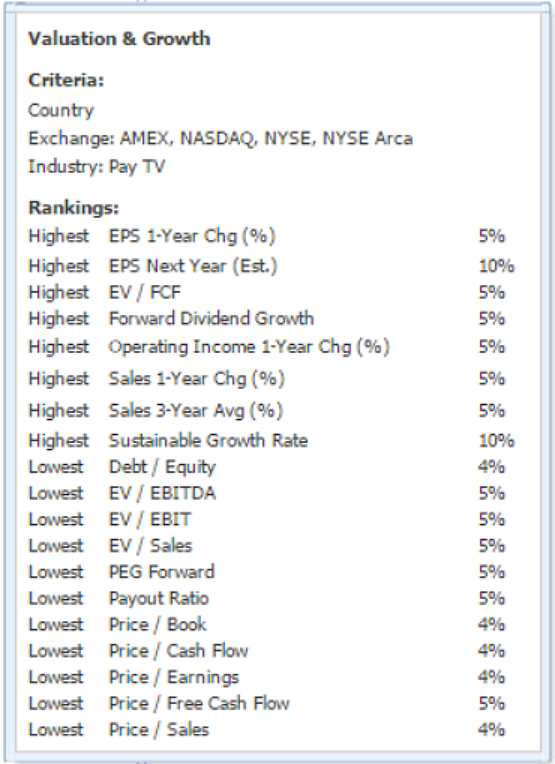 Valuation & Growth
Criteria:
Country
Exchange: AMEX, NASDAQ, NYSE, NYSE Arca
Industry: Pay TV
Rankings:
Highest EPS 1-Year Chg (%) 5%
Highest EPS Next Year (Est.) 10%
Highest EV / FCF 5%
Highest Forward Dividend Growth 5%
Highest Operating Income 1-Year Chg (%) 5%
Highest Sales 1-Year Chg (%) 5%
Highest Sales 3-Year Avg (%) 5%
Highest Sustainable Growth Rate 10%
Lowest Debt / Equity 4%
Lowest EV / EBITDA 5%
Lowest EV / EBIT 5%
Lowest EV / Sales 5%
Lowest PEG Forward 5%
Lowest Payout Ratio 5%
Lowest Price / Book 4%
Lowest Price / Cash Flow 4%
Lowest Price / Earnings 4%
Lowest Price / Free Cash Flow 5%
Lowest Price / Sales 4%